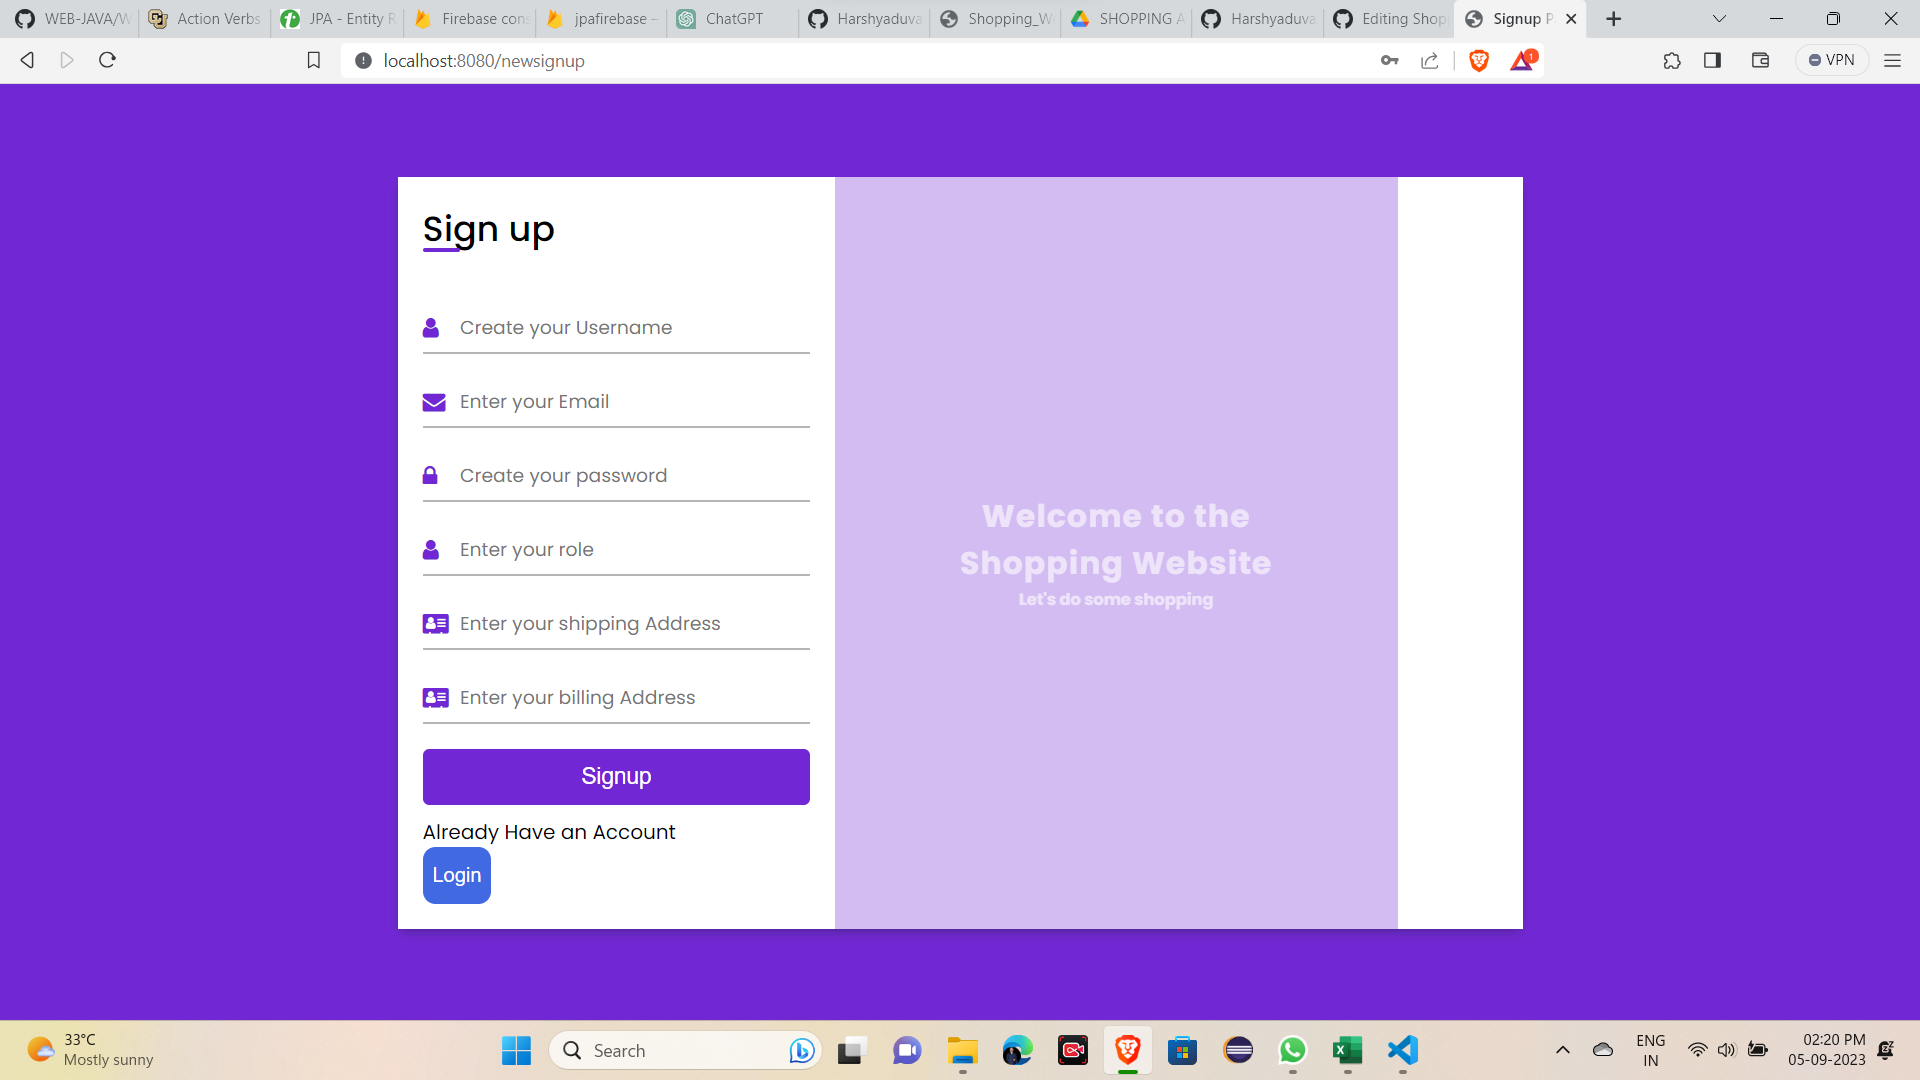 WEB-JAVA/W
Action Verbs
JPA - Entity R
Firebase cons
jpafirebase –
ChatGPT
Harshyaduva
Shopping_W
SHOPPING A
Harshyaduva
Editing Shop
Signup P
localhost:8080/newsignup
1
VPN
Sign up
Create your Username
Enter your Email
Create your password
Enter your role
Enter your shipping Address
Enter your billing Address
Signup
Already Have an Account
Login
Welcome to the
Shopping Website
Let's do some shopping
33°C
Mostly sunny
Search
ENG
IN
02:20 PM
05-09-2023